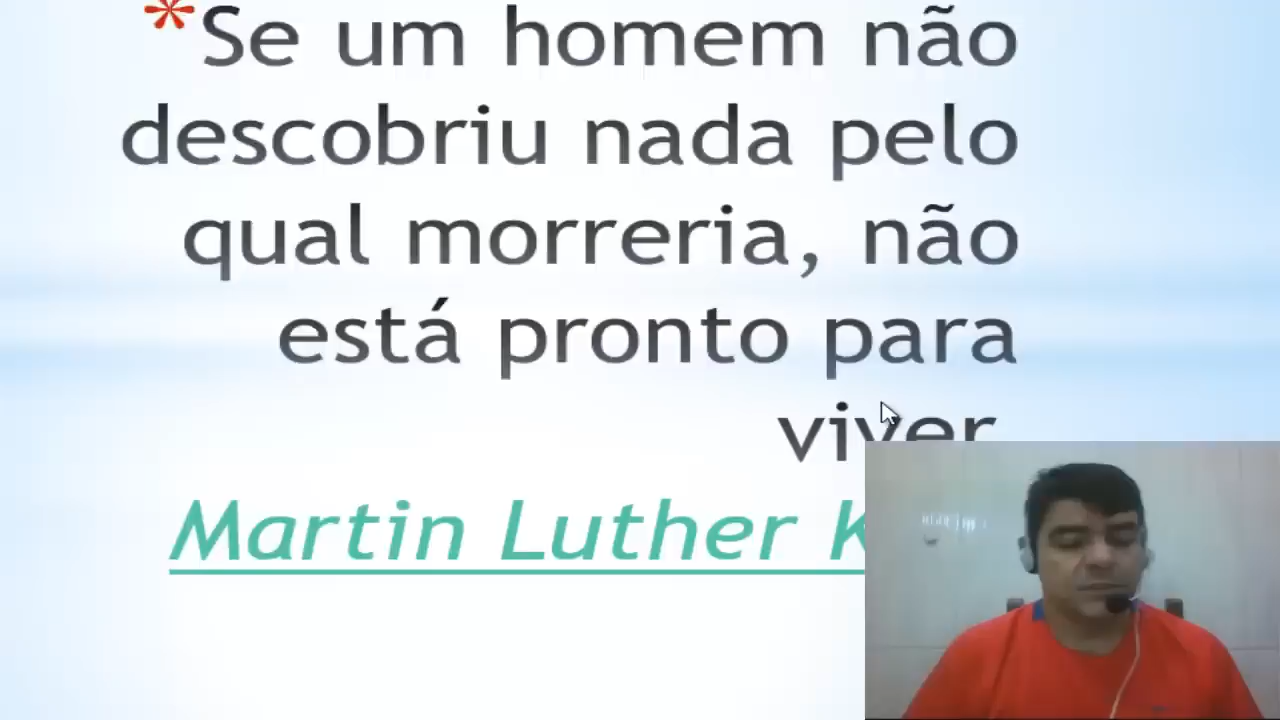 *Se um homem não
descobriu nada pelo
qual morreria, não
está pronto para
viver
Martin Luther